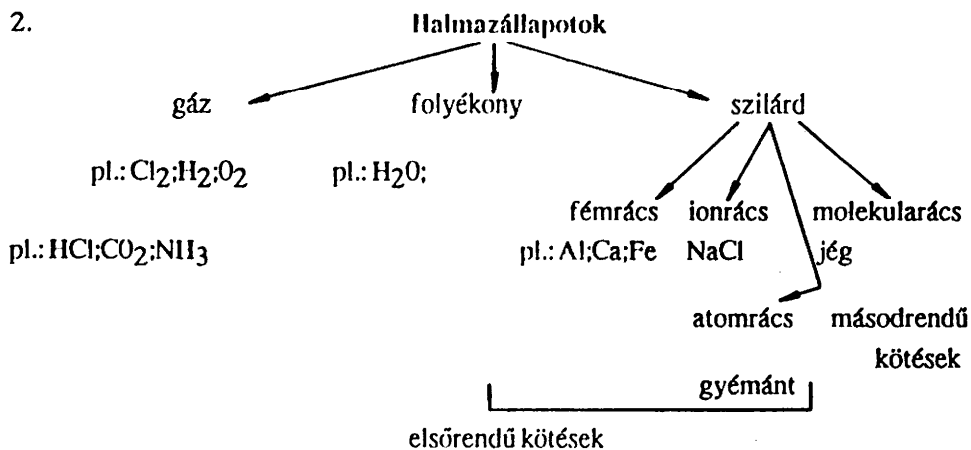 2. Halmazállapotok
gáz folyékony szilárd
pl.: Cl2;H2;O2 pl.: H2O;
fémrács ionrács molekularács
pl.: HCl;CO2;NH3 pl.: Al;Ca;Fe NaCl jég
atomrács másodrendű
kötések
gyémánt
elsőrendű kötések